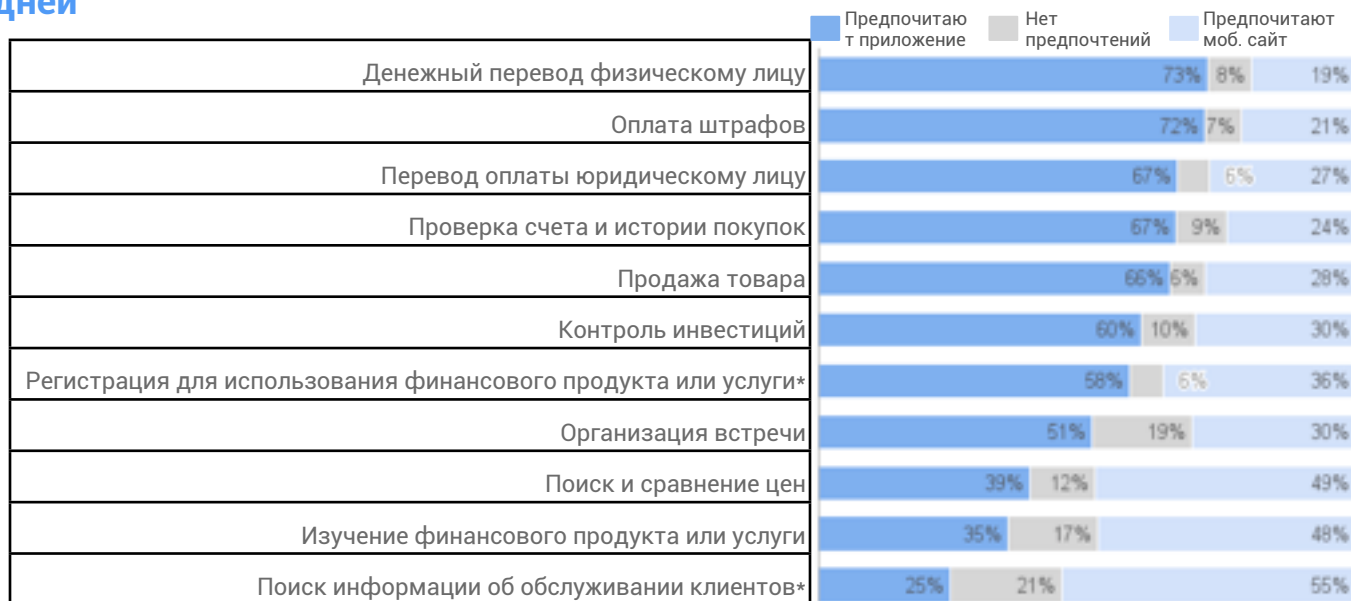 дней
Предпочитаю
т приложение
Нет
предпочтений
Предпочитают
моб. сайт
Денежный перевод физическому лицу 73% 8% 19%
Оплата штрафов 72% 7% 21%
Перевод оплаты юридическому лицу 67% 6% 27%
Проверка счета и истории покупок 67% 9% 24%
Продажа товара 66% 6% 28%
Контроль инвестиций 60% 10% 30%
Регистрация для использования финансового продукта или услуги* 58% 6% 36%
Организация встречи 51% 19% 30%
Поиск и сравнение цен 39% 12% 49%
Изучение финансового продукта или услуги 35% 17% 48%
Поиск информации об обслуживании клиентов* 25% 21% 55%